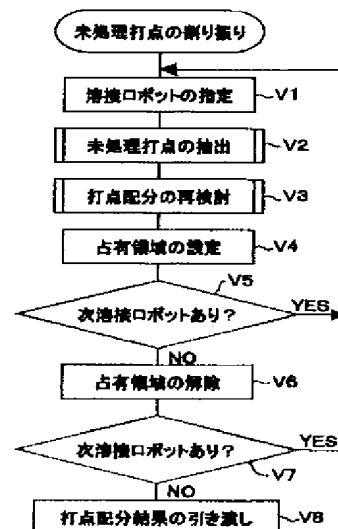 未処理打点の割り振り
溶接ロボットの指定
V1
未処理打点の抽出
V2
打点配分の再検討
V3
占有領域の設定
V4
V5
次溶接ロボットあり?
YES
NO
占有領域の解除
V6
次溶接ロボットあり?
YES
V7
NO
打点配分結果の引き渡し
V8